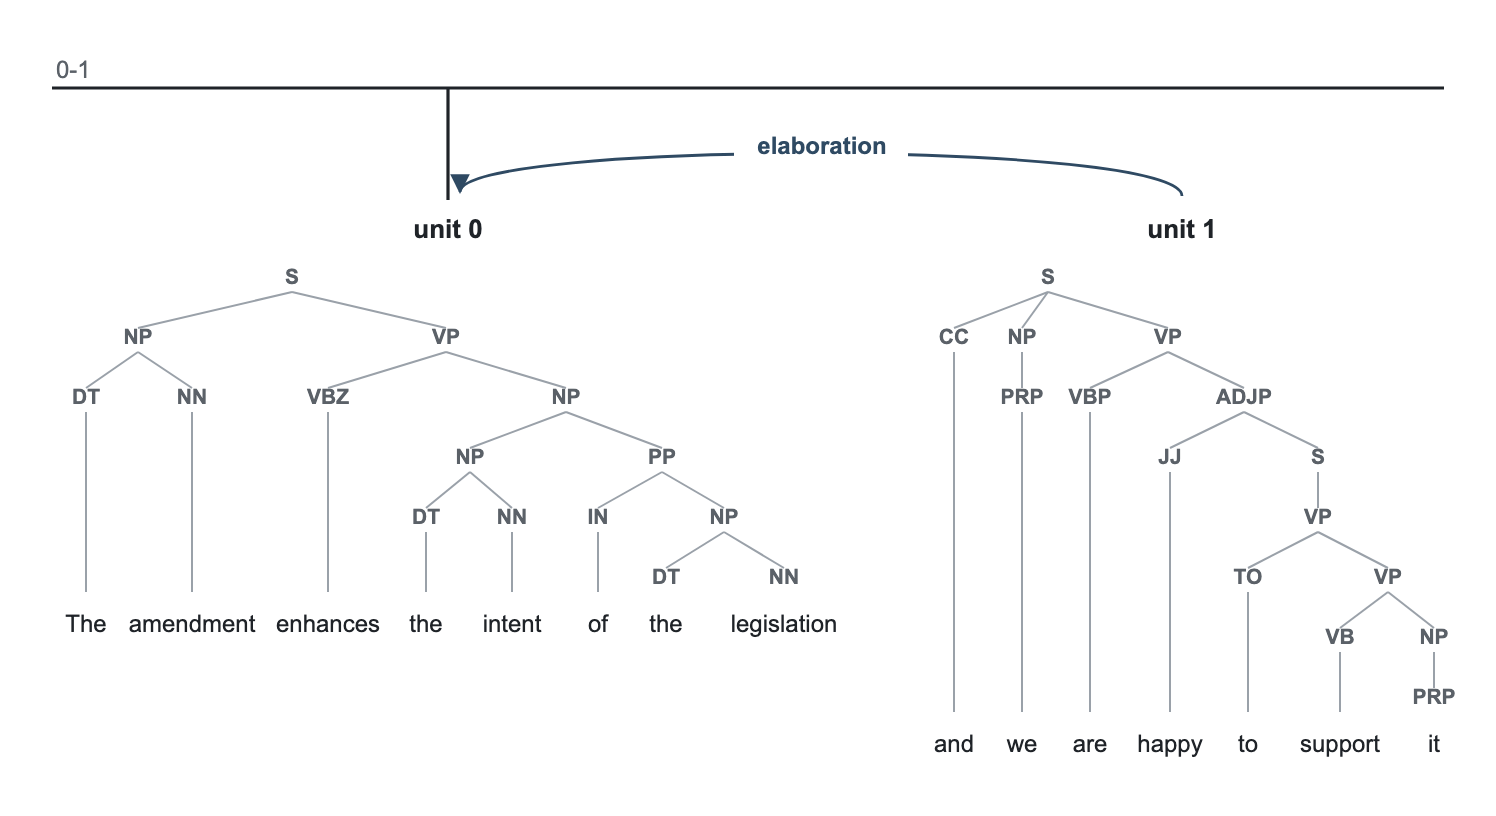 0-1
elaboration
unit 0 unit 1
S S
NP VP CC NP VP
DT NN VBZ NP PRP VBP ADJP
NP PP JJ S
DT NN IN NP VP
DT NN TO VP
The amendment enhances the intent of the legislation
VB NP
PRP
and we are happy to support it